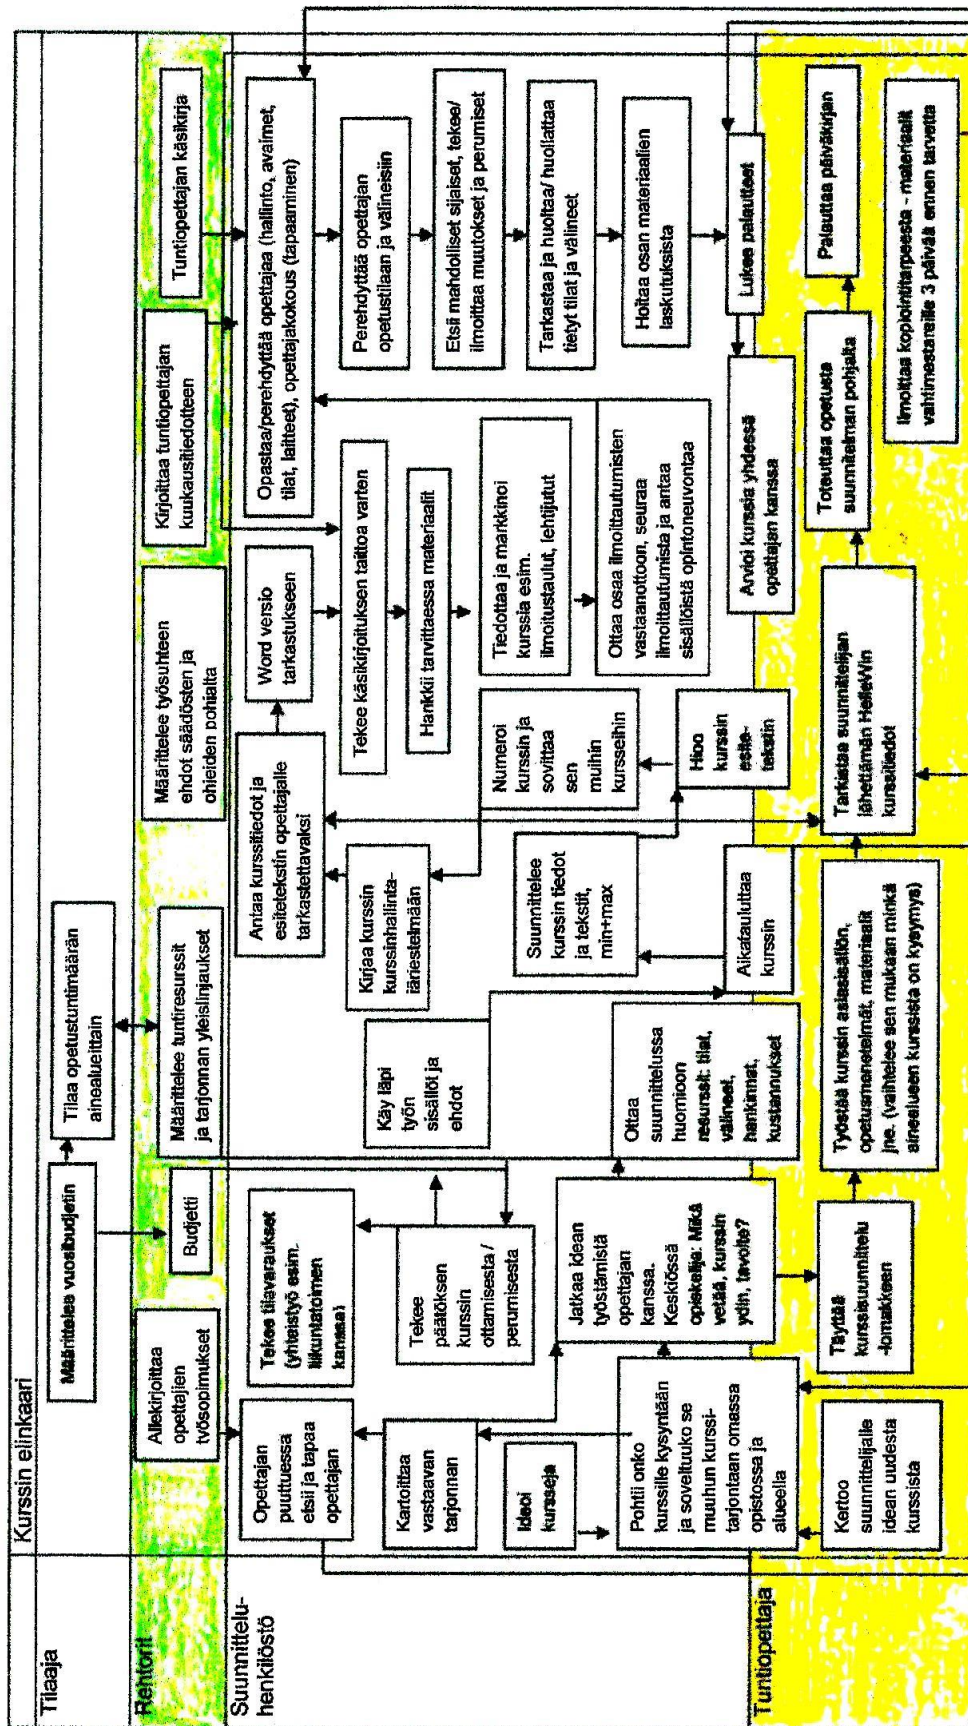 Kurssin elinkaari
Tilaaja
Määrittelee vuosibudjetin
Tilaa opetustuntimäärän
ainealueittain
Rehtorit
Allekirjoittaa
opettajien
työsopimukset
Budjetti
Määrittelee tuntiresurssit
ja tarjonnan yleislinjaukset
Määrittelee työsuhteen
ehdot säädösten ja
ohjeiden pohjalta
Kirjoittaa tuntiopettajan
kuukausitiedotteen
Tuntiopettajan käsikirja
Suunnittelu-
henkilöstö
Opettajan
puuttuessa
etsii ja tapaa
opettajan
Kartoittaa
vastaavan
tarjonnan
Ideoi
kursseja
Pohtii onko
kurssille kysyntään
ja soveltuuko se
muuhun kurssi-
tarjontaan omassa
opistossa ja
alueella
Tekee tilavaraukset
(yhteistyö esim.
liikuntatoimen
kanssa)
Tekee
päätöksen
kurssin
ottamisesta /
perumisesta
Jatkaa idean
työstämistä
opettajan
kanssa.
Keskiössä
opiskelija: Mikä
vetää, kurssin
ydin, tavoite?
Käy läpi
työn
sisällöt ja
ehdot
Ottaa
suunnittelussa
huomioon
resurssit: tilat,
välineet,
hankinnat,
kustannukset
Antaa kurssitiedot ja
esitetekstin opettajalle
tarkastettavaksi
Kirjaa kurssin
kurssinhallinta-
järjestelmään
Suunnittelee
kurssin tiedot
ja tekstit,
min+max
Aikatauluttaa
kurssin
Numeroi
kurssin ja
sovittaa
sen
muihin
kursseihin
Hioo
kurssin
esite-
tekstin
Word versio
tarkastukseen
Tekee käsikirjoituksen taittoa varten
Hankkii tarvittaessa materiaalit
Tiedottaa ja markkinoi
kurssia esim.
ilmoitustaulut, lehtijutut
Ottaa osaa ilmoittautumisten
vastaanottoon, seuraa
ilmoittautumista ja antaa
sisällöistä opintoneuvontaa
Arvioi kurssia yhdessä
opettajan kanssa
Opastaa/perehdyttää opettajaa (hallinto, avaimet,
tilat, laitteet), opettajakokous (tapaaminen)
Perehdyttää opettajan
opetustilaan ja välineisiin
Etsii mahdolliset sijaiset, tekee/
ilmoittaa muutokset ja perumiset
Tarkastaa ja huoltaa/ huollattaa
tietyt tilat ja välineet
Hoitaa osan materiaalien
laskutuksista
Lukee palautteet
Tuntiopettaja
Kertoo
suunnittelijalle
idean uudesta
kurssista
Täyttää
kurssisuunnittelu
-lomakkeen
Työstää kurssin asiasisällön,
opetusmenetelmät, materiaalit
jne. (vaihtelee sen mukaan minkä
ainealueen kurssista on kysymys)
Tarkistaa suunnittelijan
lähettämän HelleWin
kurssitiedot
Toteuttaa opetusta
suunnitelman pohjalta
Palauttaa päiväkirjan
Ilmoittaa kopiointitarpeesta - materiaalit
vahtimestareille 3 päivää ennen tarvetta